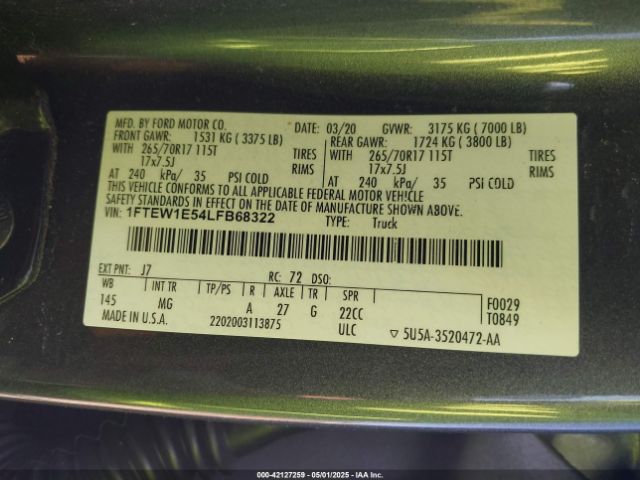 MFD. BY FORD MOTOR CO.
DATE: 03/20 GVWR: 3175 KG ( 7000 LB)
FRONT GAWR: 1531 KG ( 3375 LB)
REAR GAWR: 1724 KG ( 3800 LB)
WITH 265/70R17 115T TIRES
WITH 265/70R17 115T TIRES
17x7.5J RIMS
17x7.5J RIMS
AT 240 kPa/ 35 PSI COLD
AT 240 kPa/ 35 PSI COLD
THIS VEHICLE CONFORMS TO ALL APPLICABLE FEDERAL MOTOR VEHICLE
SAFETY STANDARDS IN EFFECT ON THE DATE OF MANUFACTURE SHOWN ABOVE.
VIN: 1FTEW1E54LFB68322
TYPE: Truck
EXT PNT: J7 RC: 72 DSO:
WB INT TR TP/PS R AXLE TR SPR
145 MG A 27 G 22CC
F0029
T0849
MADE IN U.S.A. 2202003113875 ULC
▽ 5U5A-3520472-AA
000-42127259 - 05/01/2025 - IAA Inc.